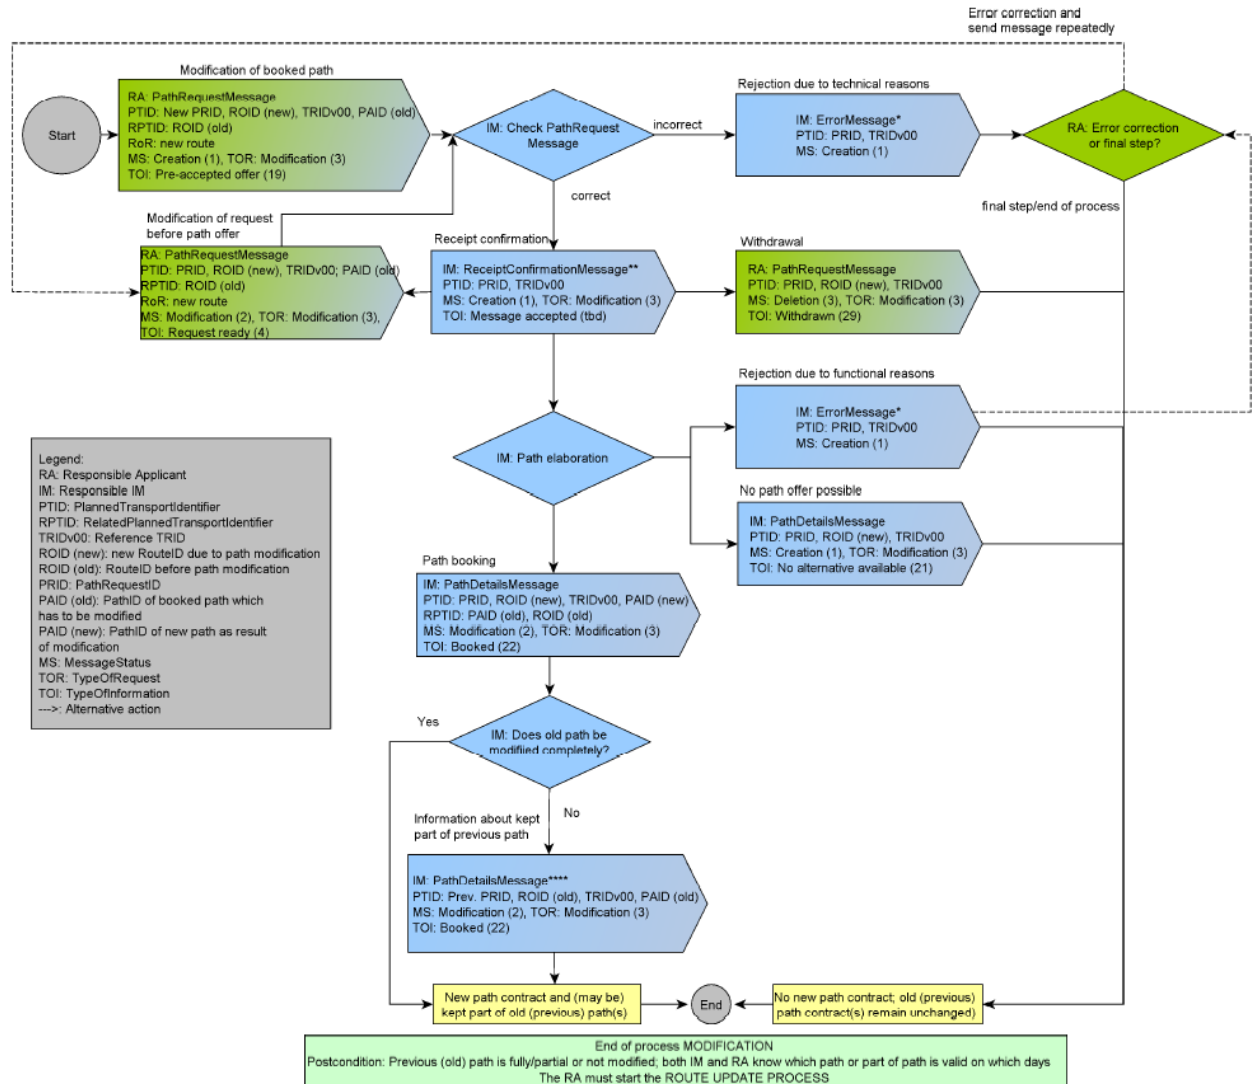 Error correction and
send message repeatedly
Modification of booked path
Rejection due to technical reasons
Start
RA: PathRequestMessage
PTID: New PRID, ROID (new), TRIDv00, PAID (old)
RPTID: ROID (old)
RoR: new route
MS: Creation (1), TOR: Modification (3)
TOI: Pre-accepted offer (19)
IM: Check PathRequest
Message
incorrect
IM: ErrorMessage*
PTID: PRID, TRIDv00
MS: Creation (1)
RA: Error correction
or final step?
correct
final step/end of process
Modification of request
before path offer
RA: PathRequestMessage
PTID: PRID, ROID (new), TRIDv00; PAID (old)
RPTID: ROID (old)
RoR: new route
MS: Modification (2), TOR: Modification (3),
TOI: Request ready (4)
Receipt confirmation
IM: ReceiptConfirmationMessage**
PTID: PRID, TRIDv00
MS: Creation (1), TOR: Modification (3)
TOI: Message accepted (tbd)
Withdrawal
RA: PathRequestMessage
PTID: PRID, ROID (new), TRIDv00
MS: Deletion (3), TOR: Modification (3)
TOI: Withdrawn (29)
Rejection due to functional reasons
IM: ErrorMessage*
PTID: PRID, TRIDv00
MS: Creation (1)
IM: Path elaboration
No path offer possible
IM: PathDetailsMessage
PTID: PRID, ROID (new), TRIDv00
MS: Creation (1), TOR: Modification (3)
TOI: No alternative available (21)
Legend:
RA: Responsible Applicant
IM: Responsible IM
PTID: PlannedTransportIdentifier
RPTID: RelatedPlannedTransportIdentifier
TRIDv00: Reference TRID
ROID (new): new RouteID due to path modification
ROID (old): RouteID before path modification
PRID: PathRequestID
PAID (old): PathID of booked path which
has to be modified
PAID (new): PathID of new path as result
of modification
MS: MessageStatus
TOR: TypeOfRequest
TOI: TypeOfInformation
--->: Alternative action
Path booking
IM: PathDetailsMessage
PTID: PRID, ROID (new), TRIDv00, PAID (new)
RPTID: PAID (old), ROID (old)
MS: Modification (2), TOR: Modification (3)
TOI: Booked (22)
Yes
IM: Does old path be
modified completely?
No
Information about kept
part of previous path
IM: PathDetailsMessage****
PTID: Prev. PRID, ROID (old), TRIDv00, PAID (old)
MS: Modification (2), TOR: Modification (3)
TOI: Booked (22)
New path contract and (may be)
kept part of old (previous) path(s)
End
No new path contract; old (previous)
path contract(s) remain unchanged)
End of process MODIFICATION
Postcondition: Previous (old) path is fully/partial or not modified; both IM and RA know which path or part of path is valid on which days
The RA must start the ROUTE UPDATE PROCESS